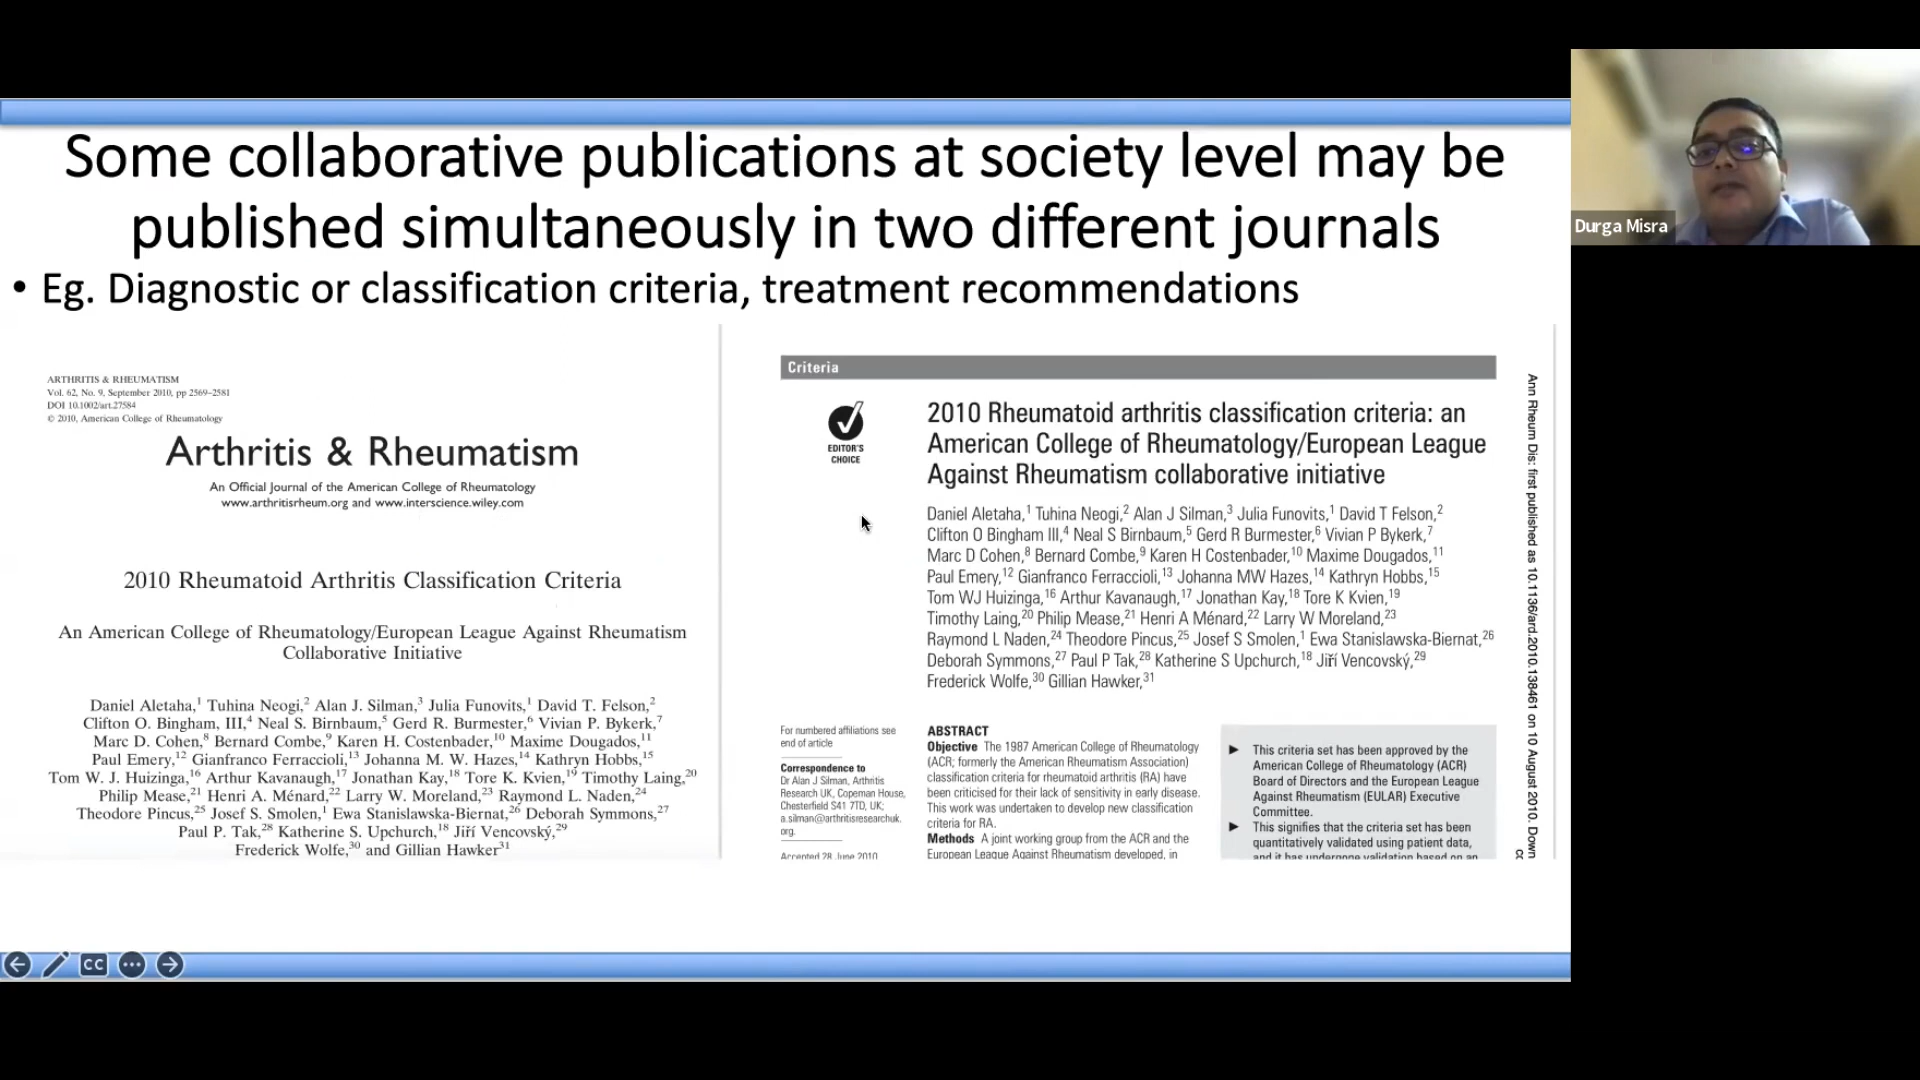 Some collaborative publications at society level may be
published simultaneously in two different journals
• Eg. Diagnostic or classification criteria, treatment recommendations
ARTHRITIS & RHEUMATISM
Vol. 62, No. 9, September 2010, pp 2569–2581
DOI 10.1002/art.27584
© 2010, American College of Rheumatology
Arthritis & Rheumatism
An Official Journal of the American College of Rheumatology
www.arthritisrheum.org and www.interscience.wiley.com
2010 Rheumatoid Arthritis Classification Criteria
An American College of Rheumatology/European League Against Rheumatism
Collaborative Initiative
Daniel Aletaha,1 Tuhina Neogi,2 Alan J. Silman,3 Julia Funovits,1 David T. Felson,2
Clifton O. Bingham, III,4 Neal S. Birnbaum,5 Gerd R. Burmester,6 Vivian P. Bykerk,7
Marc D. Cohen,8 Bernard Combe,9 Karen H. Costenbader,10 Maxime Dougados,11
Paul Emery,12 Gianfranco Ferraccioli,13 Johanna M. W. Hazes,14 Kathryn Hobbs,15
Tom W. J. Huizinga,16 Arthur Kavanaugh,17 Jonathan Kay,18 Tore K. Kvien,19 Timothy Laing,20
Philip Mease,21 Henri A. Ménard,22 Larry W. Moreland,23 Raymond L. Naden,24
Theodore Pincus,25 Josef S. Smolen,1 Ewa Stanislawska-Biernat,26 Deborah Symmons,27
Paul P. Tak,28 Katherine S. Upchurch,18 Jiří Vencovský,29
Frederick Wolfe,30 and Gillian Hawker31
Criteria
EDITOR'S
CHOICE
2010 Rheumatoid arthritis classification criteria: an
American College of Rheumatology/European League
Against Rheumatism collaborative initiative
Daniel Aletaha,1 Tuhina Neogi,2 Alan J Silman,3 Julia Funovits,1 David T Felson,2
Clifton O Bingham III,4 Neal S Birnbaum,5 Gerd R Burmester,6 Vivian P Bykerk,7
Marc D Cohen,8 Bernard Combe,9 Karen H Costenbader,10 Maxime Dougados,11
Paul Emery,12 Gianfranco Ferraccioli,13 Johanna MW Hazes,14 Kathryn Hobbs,15
Tom WJ Huizinga,16 Arthur Kavanaugh,17 Jonathan Kay,18 Tore K Kvien,19
Timothy Laing,20 Philip Mease,21 Henri A Ménard,22 Larry W Moreland,23
Raymond L Naden,24 Theodore Pincus,25 Josef S Smolen,1 Ewa Stanislawska-Biernat,26
Deborah Symmons,27 Paul P Tak,28 Katherine S Upchurch,18 Jiří Vencovský,29
Frederick Wolfe,30 Gillian Hawker,31
For numbered affiliations see
end of article
Correspondence to
Dr Alan J Silman, Arthritis
Research UK, Copeman House,
Chesterfield S41 7TD, UK;
a.silman@arthritisresearchuk.
org.
Accepted 28 June 2010
ABSTRACT
Objective The 1987 American College of Rheumatology
(ACR; formerly the American Rheumatism Association)
classification criteria for rheumatoid arthritis (RA) have
been criticised for their lack of sensitivity in early disease.
This work was undertaken to develop new classification
criteria for RA.
Methods A joint working group from the ACR and the
European League Against Rheumatism developed, in
▶ This criteria set has been approved by the
American College of Rheumatology (ACR)
Board of Directors and the European League
Against Rheumatism (EULAR) Executive
Committee.
▶ This signifies that the criteria set has been
quantitatively validated using patient data,
and it has undergone validation based on an
Ann Rheum Dis: first published as 10.1136/ard.2010.138461 on 10 August 2010. Down
CC
Durga Misra